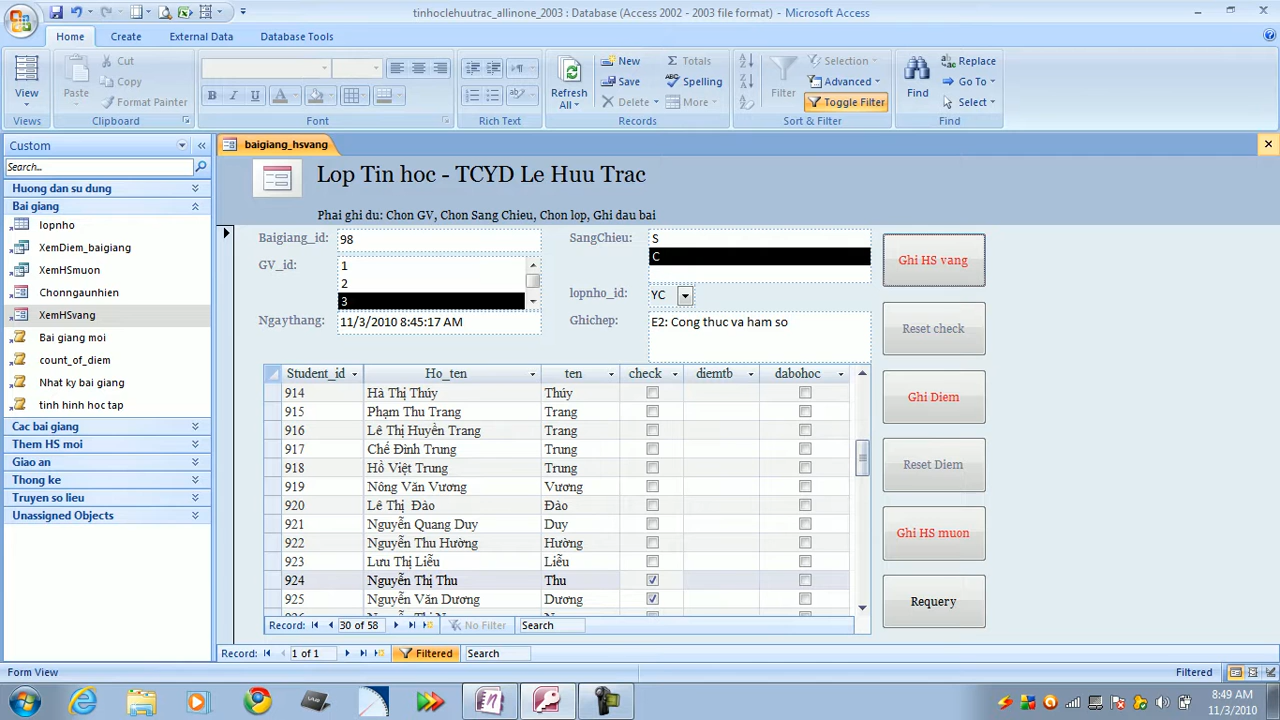 tinhoclehuutrac_allinone_2003 : Database (Access 2002 - 2003 file format) - Microsoft Access
Home Create External Data Database Tools
View
Views
Paste
Cut
Copy
Format Painter
Clipboard
Font
Rich Text
Refresh All
New
Save
Delete
Totals
Spelling
More
Records
Filter
Selection
Advanced
Toggle Filter
Sort & Filter
Find
Replace
Go To
Select
Find
Custom
Search...
Huong dan su dung
Bai giang
lopnho
XemDiem_baigiang
XemHSmuon
Chonngaunhien
XemHSvang
Bai giang moi
count_of_diem
Nhat ky bai giang
tinh hinh hoc tap
Cac bai giang
Them HS moi
Giao an
Thong ke
Truyen so lieu
Unassigned Objects
baigiang_hsvang
Lop Tin hoc - TCYD Le Huu Trac
Phai ghi du: Chon GV, Chon Sang Chieu, Chon lop, Ghi dau bai
Baigiang_id: 98
GV_id: 1
2
3
Ngaythang: 11/3/2010 8:45:17 AM
SangChieu: S
C
lopnho_id: YC
Ghichep: E2: Cong thuc va ham so
Ghi HS vang
Reset check
Ghi Diem
Reset Diem
Ghi HS muon
Requery
Student_id Ho_ten ten check diemtb dabohoc
914 Hà Thị Thúy Thúy
915 Phạm Thu Trang Trang
916 Lê Thị Huyền Trang Trang
917 Chế Đình Trung Trung
918 Hồ Việt Trung Trung
919 Nông Văn Vương Vương
920 Lê Thị Đào Đào
921 Nguyễn Quang Duy Duy
922 Nguyễn Thu Hường Hường
923 Lưu Thị Liễu Liễu
924 Nguyễn Thị Thu Thu
925 Nguyễn Văn Dương Dương
Record: 30 of 58 No Filter Search
Record: 1 of 1 Filtered Search
Form View Filtered
8:49 AM
11/3/2010